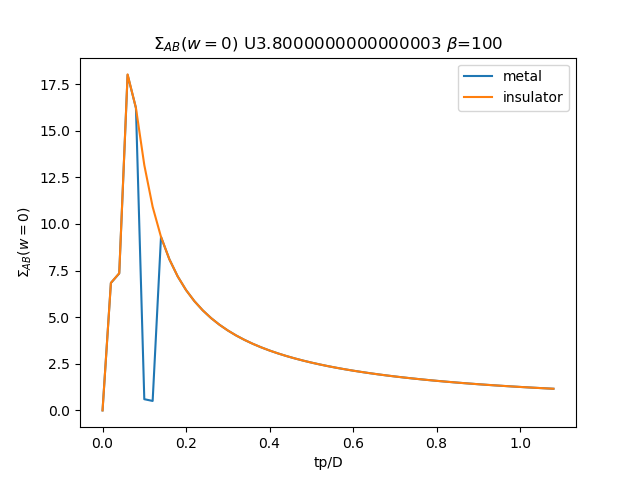 Σ_AB(w = 0) U3.8000000000000003 β=100
metal
insulator
Σ_AB(w = 0)
17.5
15.0
12.5
10.0
7.5
5.0
2.5
0.0
0.0 0.2 0.4 0.6 0.8 1.0
tp/D